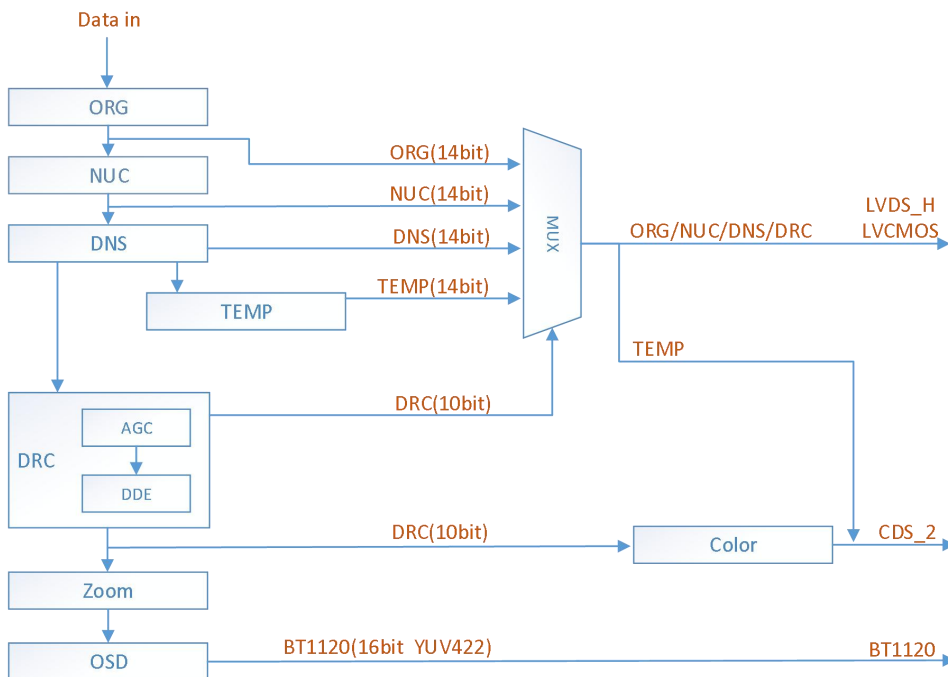 Data in
ORG
ORG(14bit)
NUC
NUC(14bit)
LVDS_H
DNS
DNS(14bit)
MUX
ORG/NUC/DNS/DRC
LVCMOS
TEMP(14bit)
TEMP
TEMP
DRC(10bit)
AGC
DRC
DDE
DRC(10bit)
Color
CDS_2
Zoom
BT1120(16bit YUV422)
BT1120
OSD